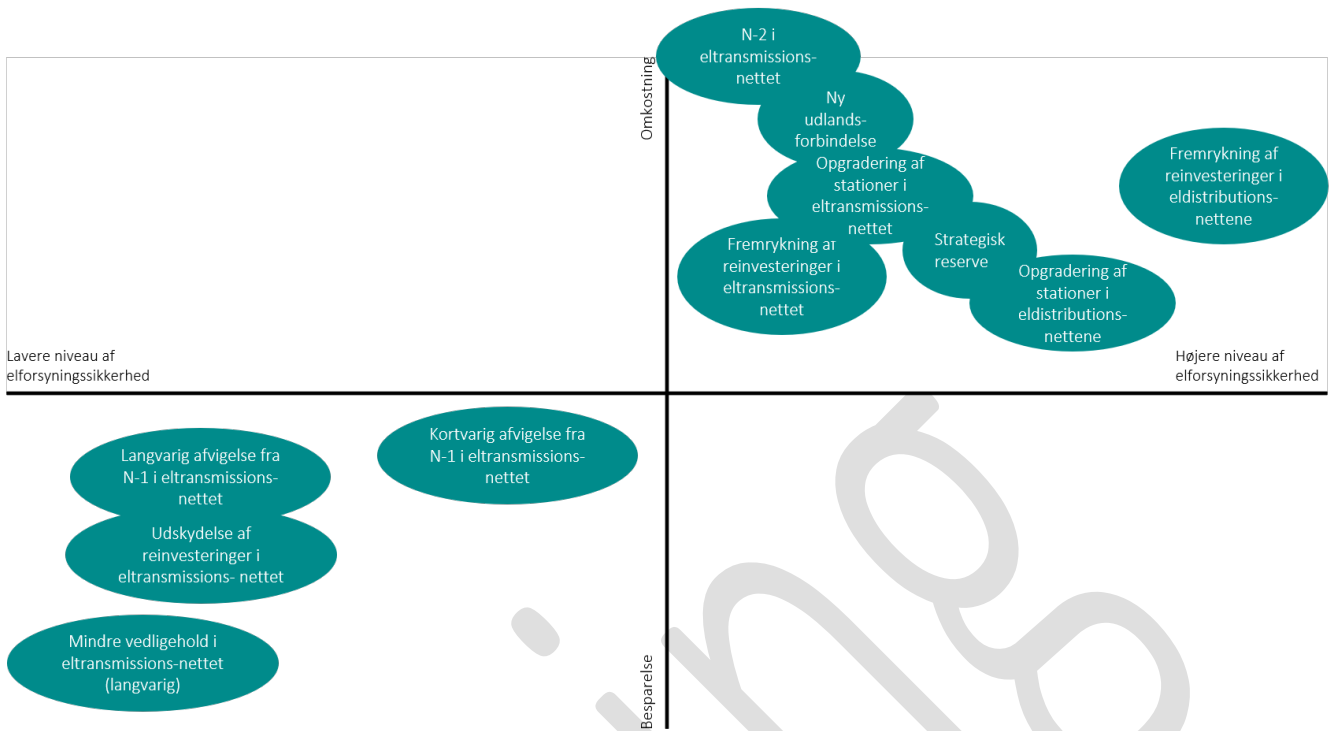 N-2 i
eltransmissions-
nettet
Omkostning
Ny
udlands-
forbindelse
Opgradering af
stationer i
eltransmissions-
nettet
Fremrykning af
reinvesteringer i
eldistributions-
nettene
Fremrykning af
reinvesteringer i
eltransmissions-
nettet
Strategisk
reserve
Opgradering af
stationer i
eldistributions-
nettene
Lavere niveau af
elforsyningssikkerhed
Højere niveau af
elforsyningssikkerhed
Kortvarig afvigelse fra
N-1 i eltransmissions-
nettet
Langvarig afvigelse fra
N-1 i eltransmissions-
nettet
Udskydelse af
reinvesteringer i
eltransmissions- nettet
Mindre vedligehold i
eltransmissions-nettet
(langvarig)
Besparelse
ing